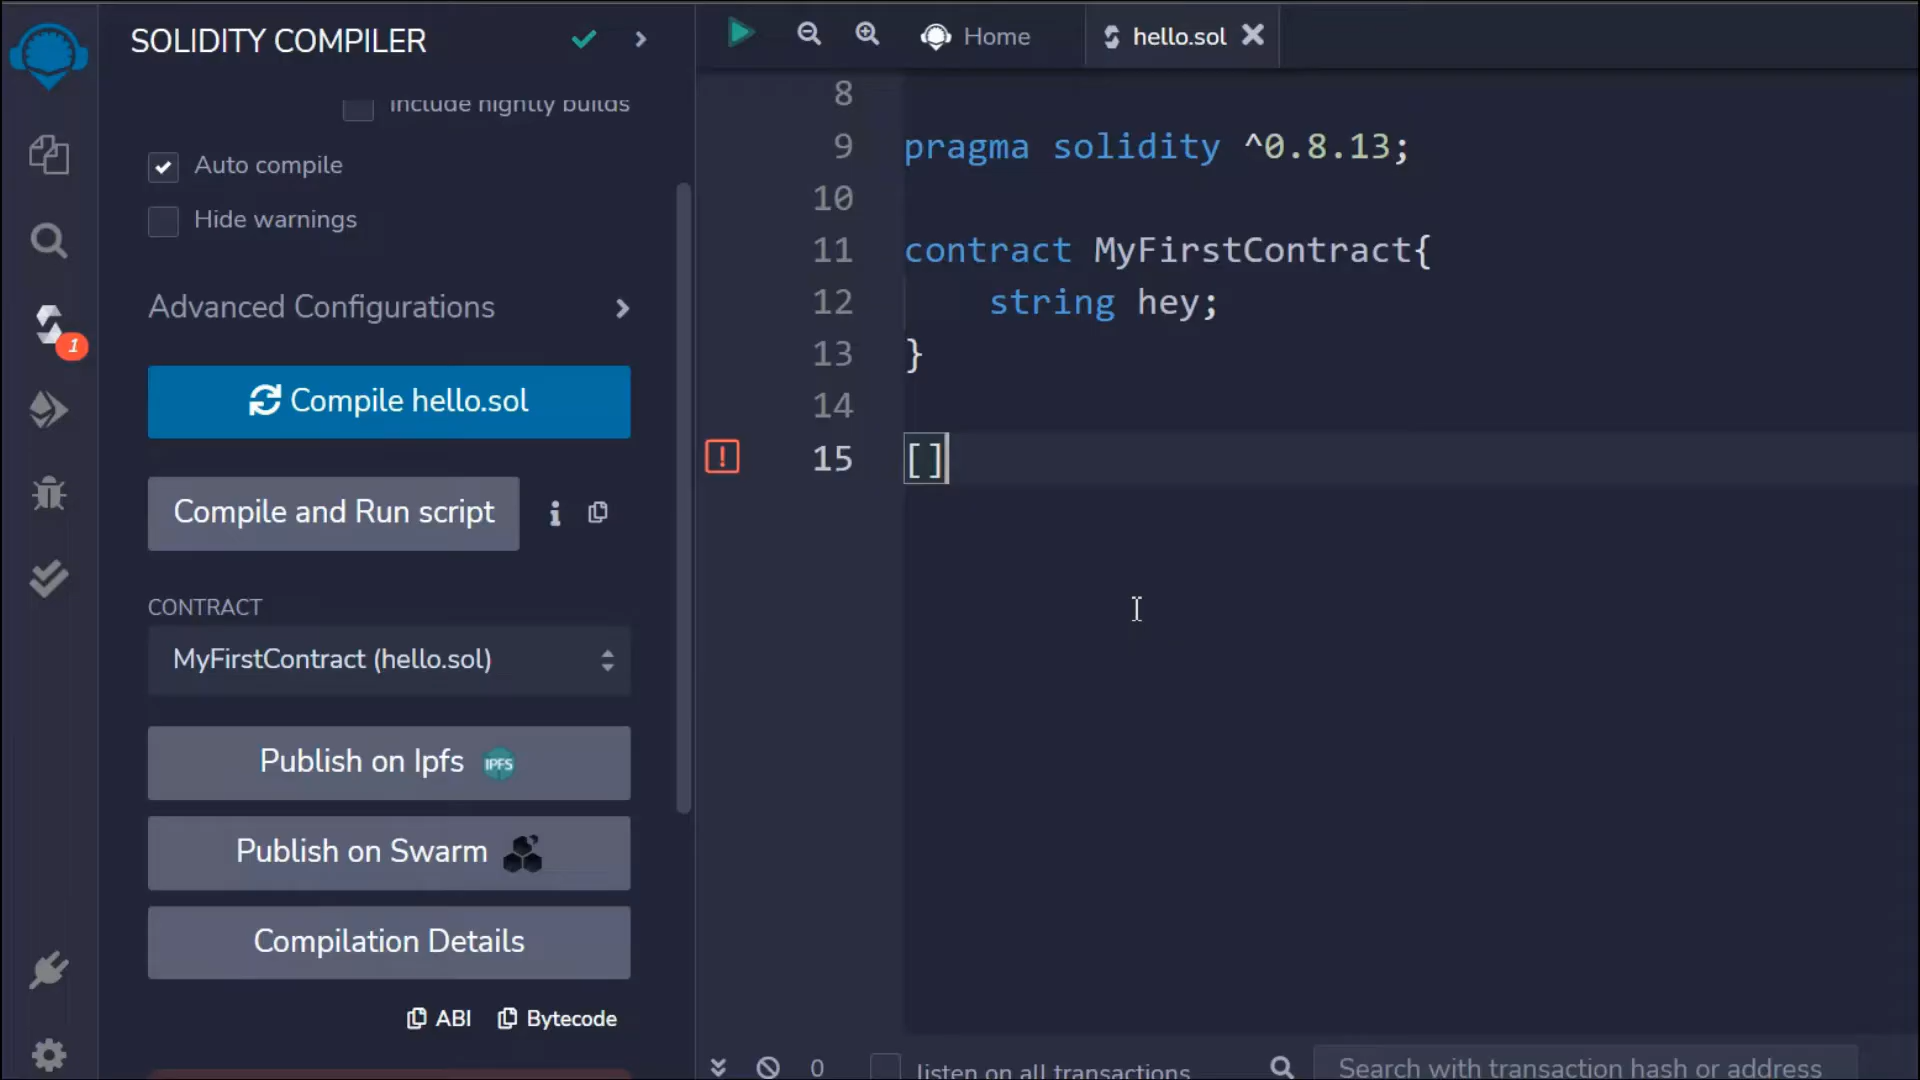 SOLIDITY COMPILER
Include nightly builds
Auto compile
Hide warnings
Advanced Configurations
Compile hello.sol
Compile and Run script
CONTRACT
MyFirstContract (hello.sol)
Publish on Ipfs IPFS
Publish on Swarm
Compilation Details
ABI Bytecode
1
Home hello.sol
8
9 pragma solidity ^0.8.13;
10
11 contract MyFirstContract{
12 string hey;
13 }
14
15 []
0 listen on all transactions Search with transaction hash or address